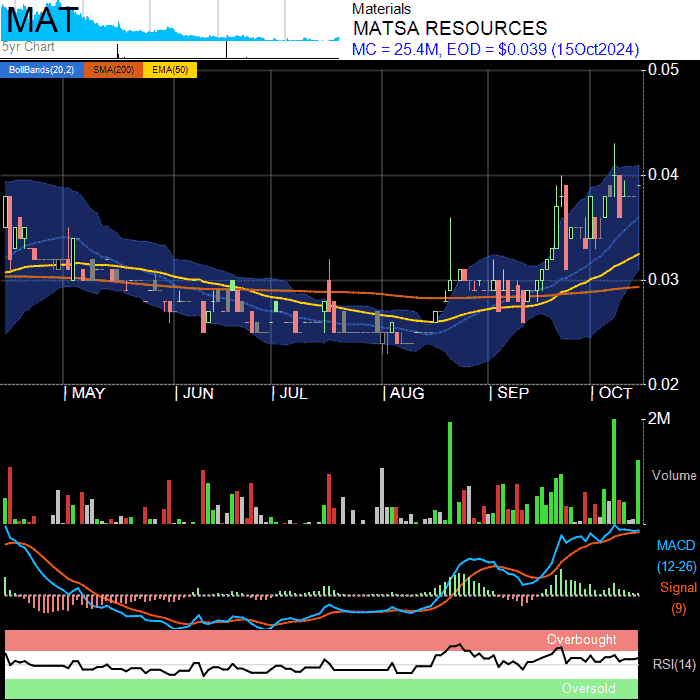 MAT
5yr Chart
Materials
MATSA RESOURCES
MC = 25.4M, EOD = $0.039 (15Oct2024)
BollBands(20,2) SMA(200) EMA(50)
0.05
0.04
0.03
0.02
MAY JUN JUL AUG SEP OCT
2M
Volume
MACD
(12-26)
Signal
(9)
Overbought
RSI(14)
Oversold